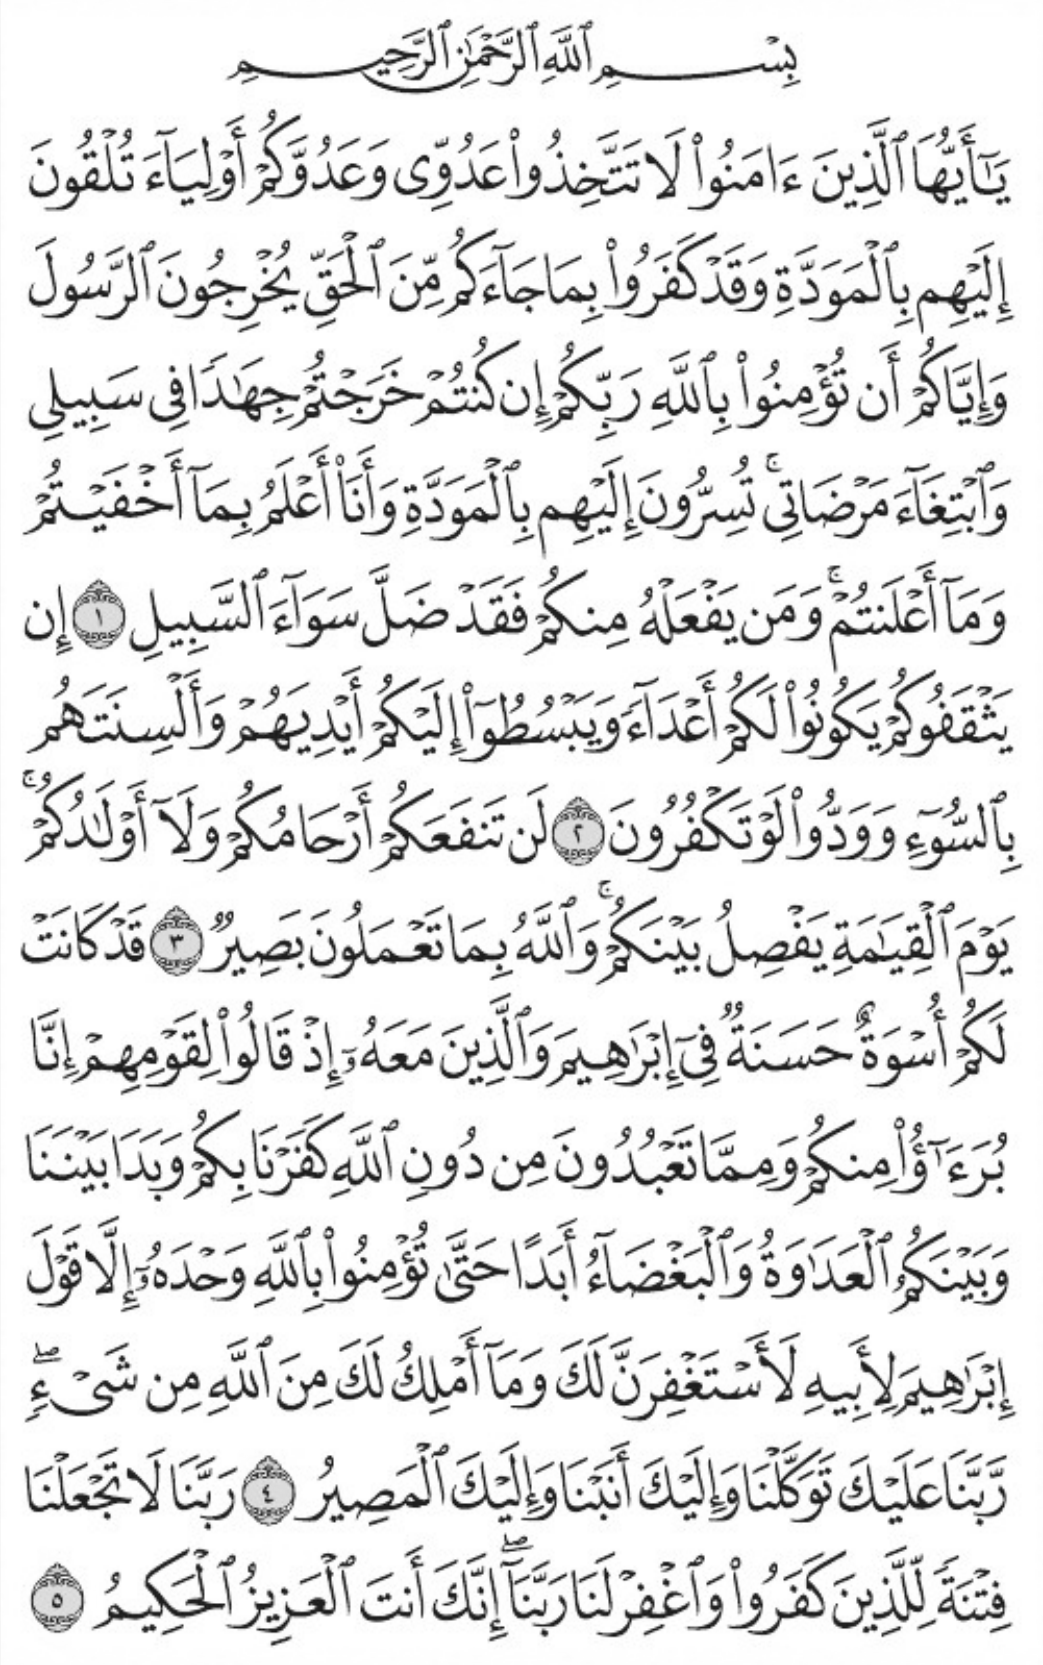 بِسْمِ ٱللَّهِ ٱلرَّحْمَٰنِ ٱلرَّحِيمِ
يَٰٓأَيُّهَا ٱلَّذِينَ ءَامَنُوا۟ لَا تَتَّخِذُوا۟ عَدُوِّى وَعَدُوَّكُمْ أَوْلِيَآءَ تُلْقُونَ
إِلَيْهِم بِٱلْمَوَدَّةِ وَقَدْ كَفَرُوا۟ بِمَا جَآءَكُم مِّنَ ٱلْحَقِّ يُخْرِجُونَ ٱلرَّسُولَ
وَإِيَّاكُمْ أَن تُؤْمِنُوا۟ بِٱللَّهِ رَبِّكُمْ إِن كُنتُمْ خَرَجْتُمْ جِهَٰدًا فِى سَبِيلِى
وَٱبْتِغَآءَ مَرْضَاتِى ۚ تُسِرُّونَ إِلَيْهِم بِٱلْمَوَدَّةِ وَأَنَا۠ أَعْلَمُ بِمَآ أَخْفَيْتُمْ
وَمَآ أَعْلَنتُمْ ۚ وَمَن يَفْعَلْهُ مِنكُمْ فَقَدْ ضَلَّ سَوَآءَ ٱلسَّبِيلِ ١ إِن
يَثْقَفُوكُمْ يَكُونُوا۟ لَكُمْ أَعْدَآءً وَيَبْسُطُوٓا۟ إِلَيْكُمْ أَيْدِيَهُمْ وَأَلْسِنَتَهُم
بِٱلسُّوٓءِ وَوَدُّوا۟ لَوْ تَكْفُرُونَ ٢ لَن تَنفَعَكُمْ أَرْحَامُكُمْ وَلَآ أَوْلَٰدُكُمْ ۚ
يَوْمَ ٱلْقِيَٰمَةِ يَفْصِلُ بَيْنَكُمْ ۚ وَٱللَّهُ بِمَا تَعْمَلُونَ بَصِيرٌ ٣ قَدْ كَانَتْ
لَكُمْ أُسْوَةٌ حَسَنَةٌ فِىٓ إِبْرَٰهِيمَ وَٱلَّذِينَ مَعَهُۥٓ إِذْ قَالُوا۟ لِقَوْمِهِمْ إِنَّا
بُرَءَٰٓؤُا۟ مِنكُمْ وَمِمَّا تَعْبُدُونَ مِن دُونِ ٱللَّهِ كَفَرْنَا بِكُمْ وَبَدَا بَيْنَنَا
وَبَيْنَكُمُ ٱلْعَدَٰوَةُ وَٱلْبَغْضَآءُ أَبَدًا حَتَّىٰ تُؤْمِنُوا۟ بِٱللَّهِ وَحْدَهُۥٓ إِلَّا قَوْلَ
إِبْرَٰهِيمَ لِأَبِيهِ لَأَسْتَغْفِرَنَّ لَكَ وَمَآ أَمْلِكُ لَكَ مِنَ ٱللَّهِ مِن شَىْءٍ ۖ
رَّبَّنَا عَلَيْكَ تَوَكَّلْنَا وَإِلَيْكَ أَنَبْنَا وَإِلَيْكَ ٱلْمَصِيرُ ٤ رَبَّنَا لَا تَجْعَلْنَا
فِتْنَةً لِّلَّذِينَ كَفَرُوا۟ وَٱغْفِرْ لَنَا رَبَّنَآ ۖ إِنَّكَ أَنتَ ٱلْعَزِيزُ ٱلْحَكِيمُ ٥